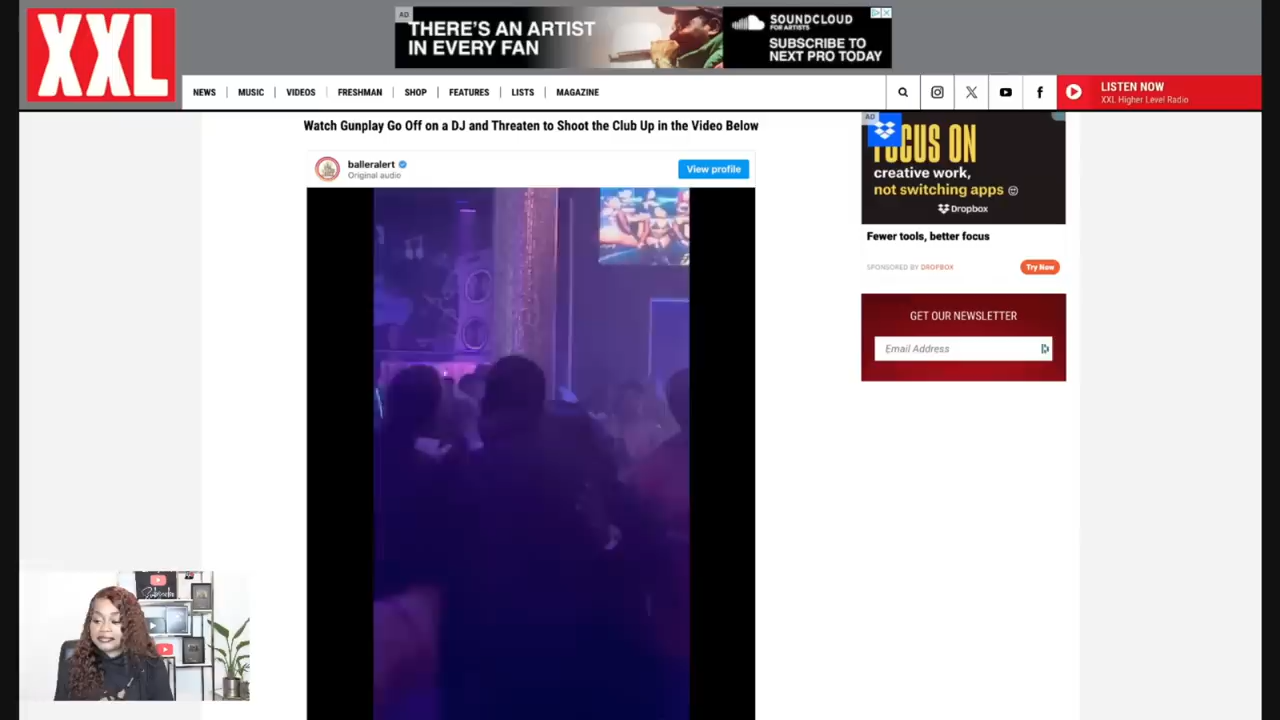 XXL
AD
THERE'S AN ARTIST
IN EVERY FAN
SOUNDCLOUD
FOR ARTISTS
SUBSCRIBE TO
NEXT PRO TODAY
NEWS
MUSIC
VIDEOS
FRESHMAN
SHOP
FEATURES
LISTS
MAGAZINE
LISTEN NOW
XXL Higher Level Radio
Watch Gunplay Go Off on a DJ and Threaten to Shoot the Club Up in the Video Below
balleralert
Original audio
View profile
AD
FOCUS ON
creative work,
not switching apps
Dropbox
Fewer tools, better focus
SPONSORED BY DROPBOX
Try Now
GET OUR NEWSLETTER
Email Address
Subscribe